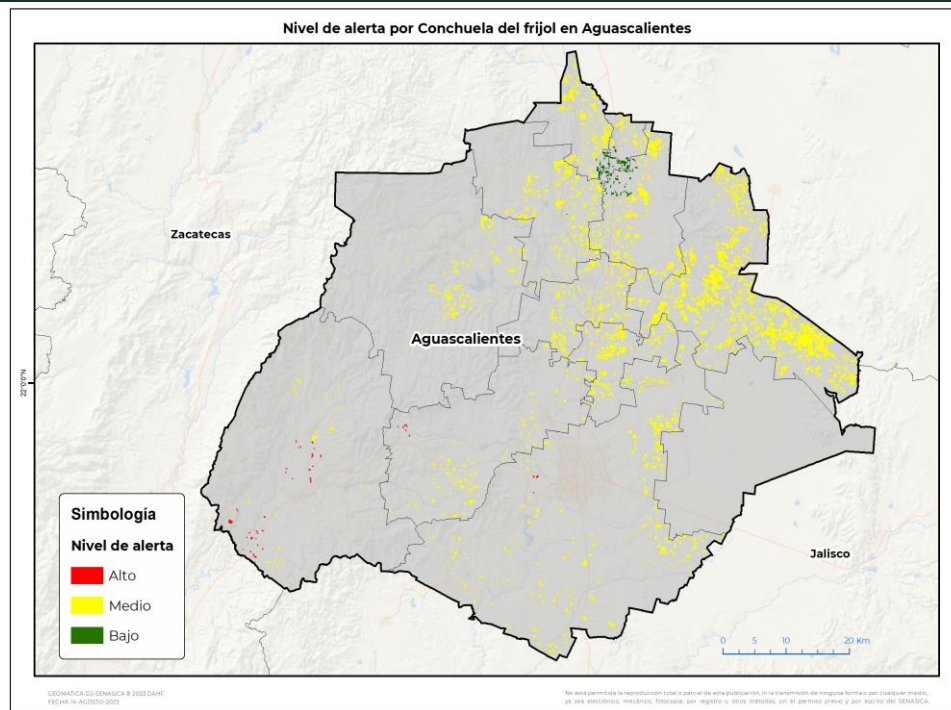 Nivel de alerta por Conchuela del frijol en Aguascalientes
Zacatecas
Aguascalientes
22°0'0"N
Jalisco
Simbología
Nivel de alerta
Alto
Medio
Bajo
0 5 10 20 Km
GEOMATICA-DJ-SENASICA © 2023 DAHF
FECHA: 14-AGOSTO-2023
No está permitida la reproducción total o parcial de esta publicación, ni la transmisión de ninguna forma o por cualquier medio,
ya sea electrónico, mecánico, fotocopia, por registro u otros métodos, sin el permiso previo y por escrito del SENASICA.